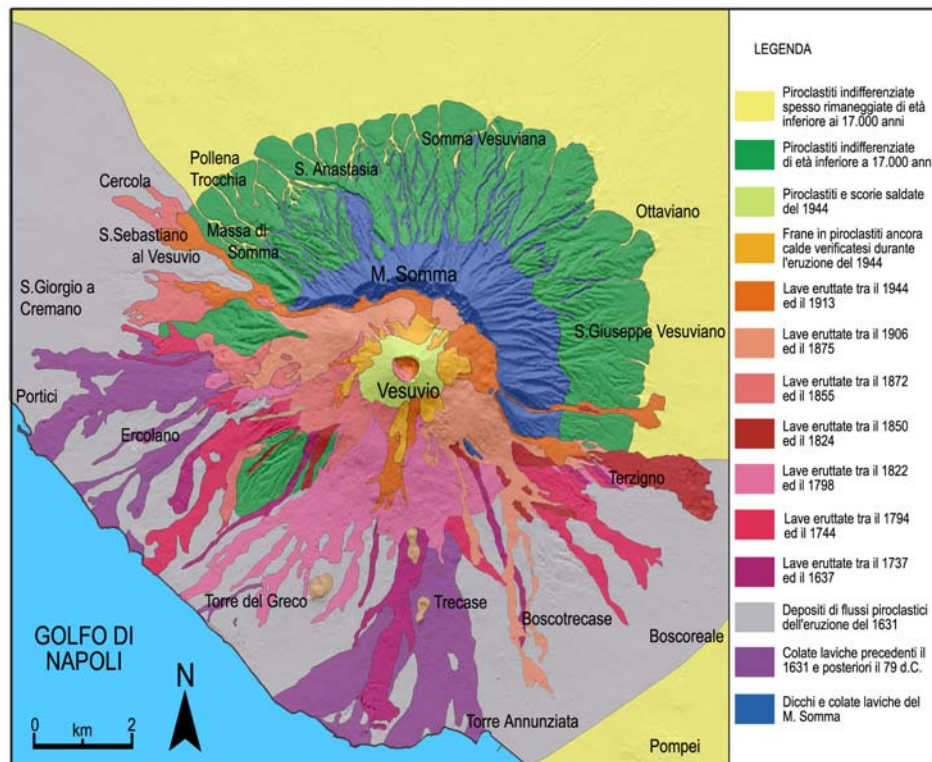 Somma Vesuviana
Pollena
Trocchia
S. Anastasia
Cercola
Ottaviano
S.Sebastiano
al Vesuvio
Massa di
Somma
M. Somma
S.Giorgio a
Cremano
S.Giuseppe Vesuviano
Vesuvio
Portici
Ercolano
Terzigno
Torre del Greco
Trecase
Boscotrecase
Boscoreale
GOLFO DI
NAPOLI
N
0 2
km
Torre Annunziata
Pompei
LEGENDA
Piroclastiti indifferenziate
spesso rimaneggiate di età
inferiore ai 17.000 anni
Piroclastiti indifferenziate
di età inferiore a 17.000 ann
Piroclastiti e scorie saldate
del 1944
Frane in piroclastiti ancora
calde verificatesi durante
l'eruzione del 1944
Lave eruttate tra il 1944
ed il 1913
Lave eruttate tra il 1906
ed il 1875
Lave eruttate tra il 1872
ed il 1855
Lave eruttate tra il 1850
ed il 1824
Lave eruttate tra il 1822
ed il 1798
Lave eruttate tra il 1794
ed il 1744
Lave eruttate tra il 1737
ed il 1637
Depositi di flussi piroclastici
dell'eruzione del 1631
Colate laviche precedenti il
1631 e posteriori il 79 d.C.
Dicchi e colate laviche del
M. Somma